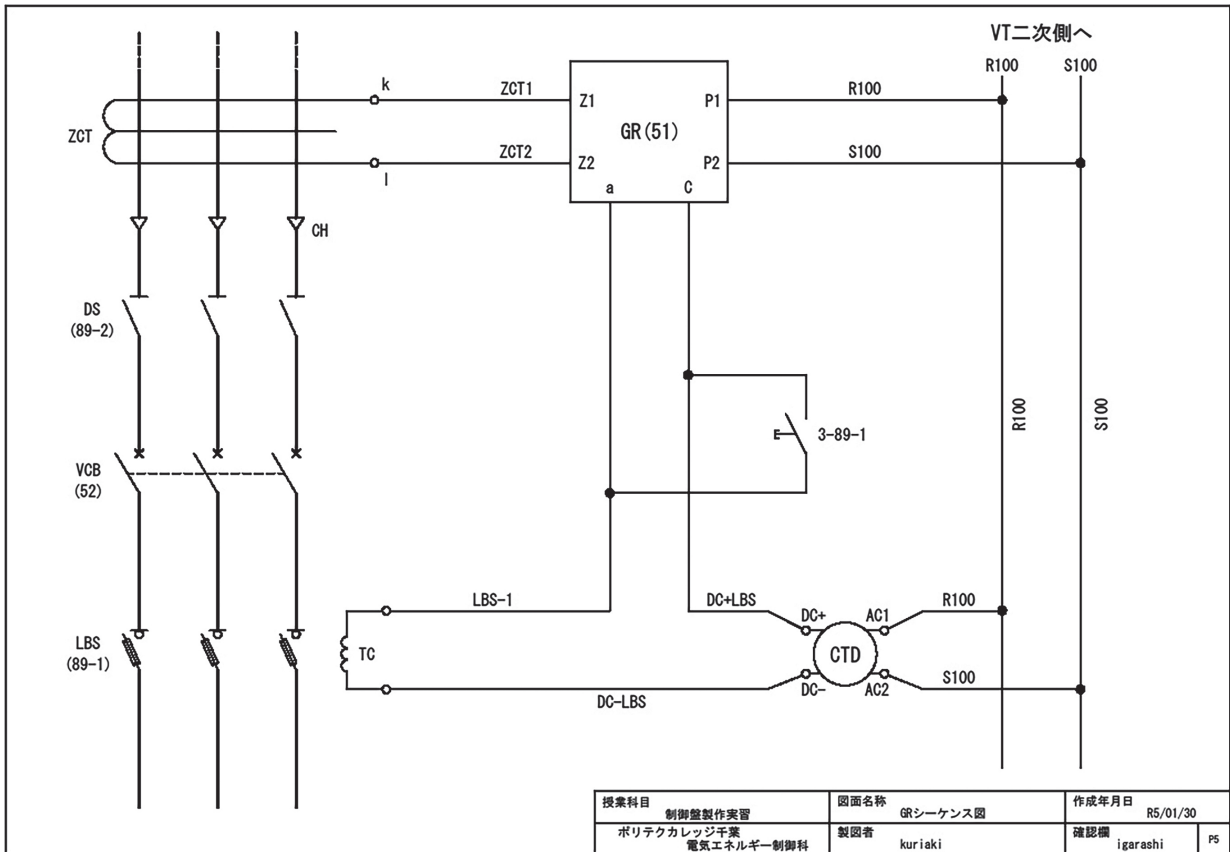 VT二次側へ
R100
S100
k
ZCT1
Z1
P1
R100
ZCT
GR(51)
ZCT2
Z2
P2
S100
l
a
C
CH
DS
(89-2)
R100
S100
3-89-1
VCB
(52)
LBS-1
DC+LBS
DC+
AC1
R100
LBS
(89-1)
TC
CTD
DC-LBS
DC-
AC2
S100
授業科目
制御盤製作実習
図面名称
GRシーケンス図
作成年月日
R5/01/30
ポリテクカレッジ千葉
電気エネルギー制御科
製図者
kuriaki
確認欄
igarashi
P5